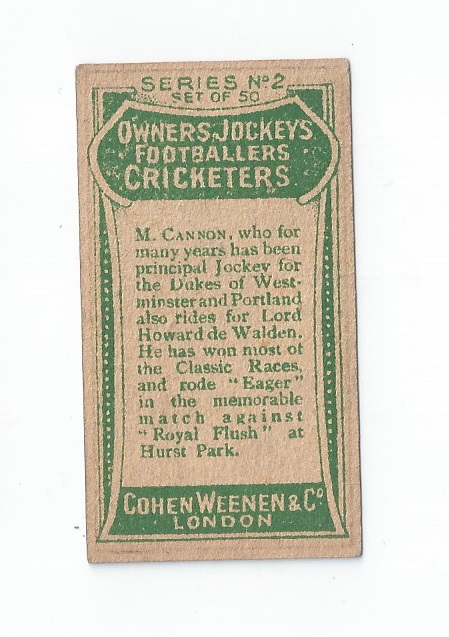 SERIES Nº2
SET OF 50
OWNERS, JOCKEYS
FOOTBALLERS
CRICKETERS
M. CANNON, who for
many years has been
principal Jockey for
the Dukes of West-
minster and Portland
also rides for Lord
Howard de Walden.
He has won most of
the Classic Races,
and rode "Eager"
in the memorable
match against
"Royal Flush" at
Hurst Park.
COHEN WEENEN & Cº
LONDON